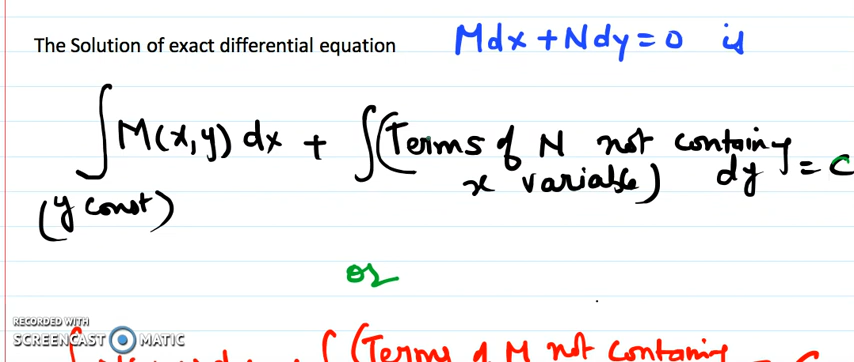 The Solution of exact differential equation Mdx + Ndy = 0 is
∫ M(x,y) dx + ∫ (Terms of N not containing
x variable) dy = C
(y const)
or
RECORDED WITH
SCREENCAST MATIC
∫ (Terms of M not containing